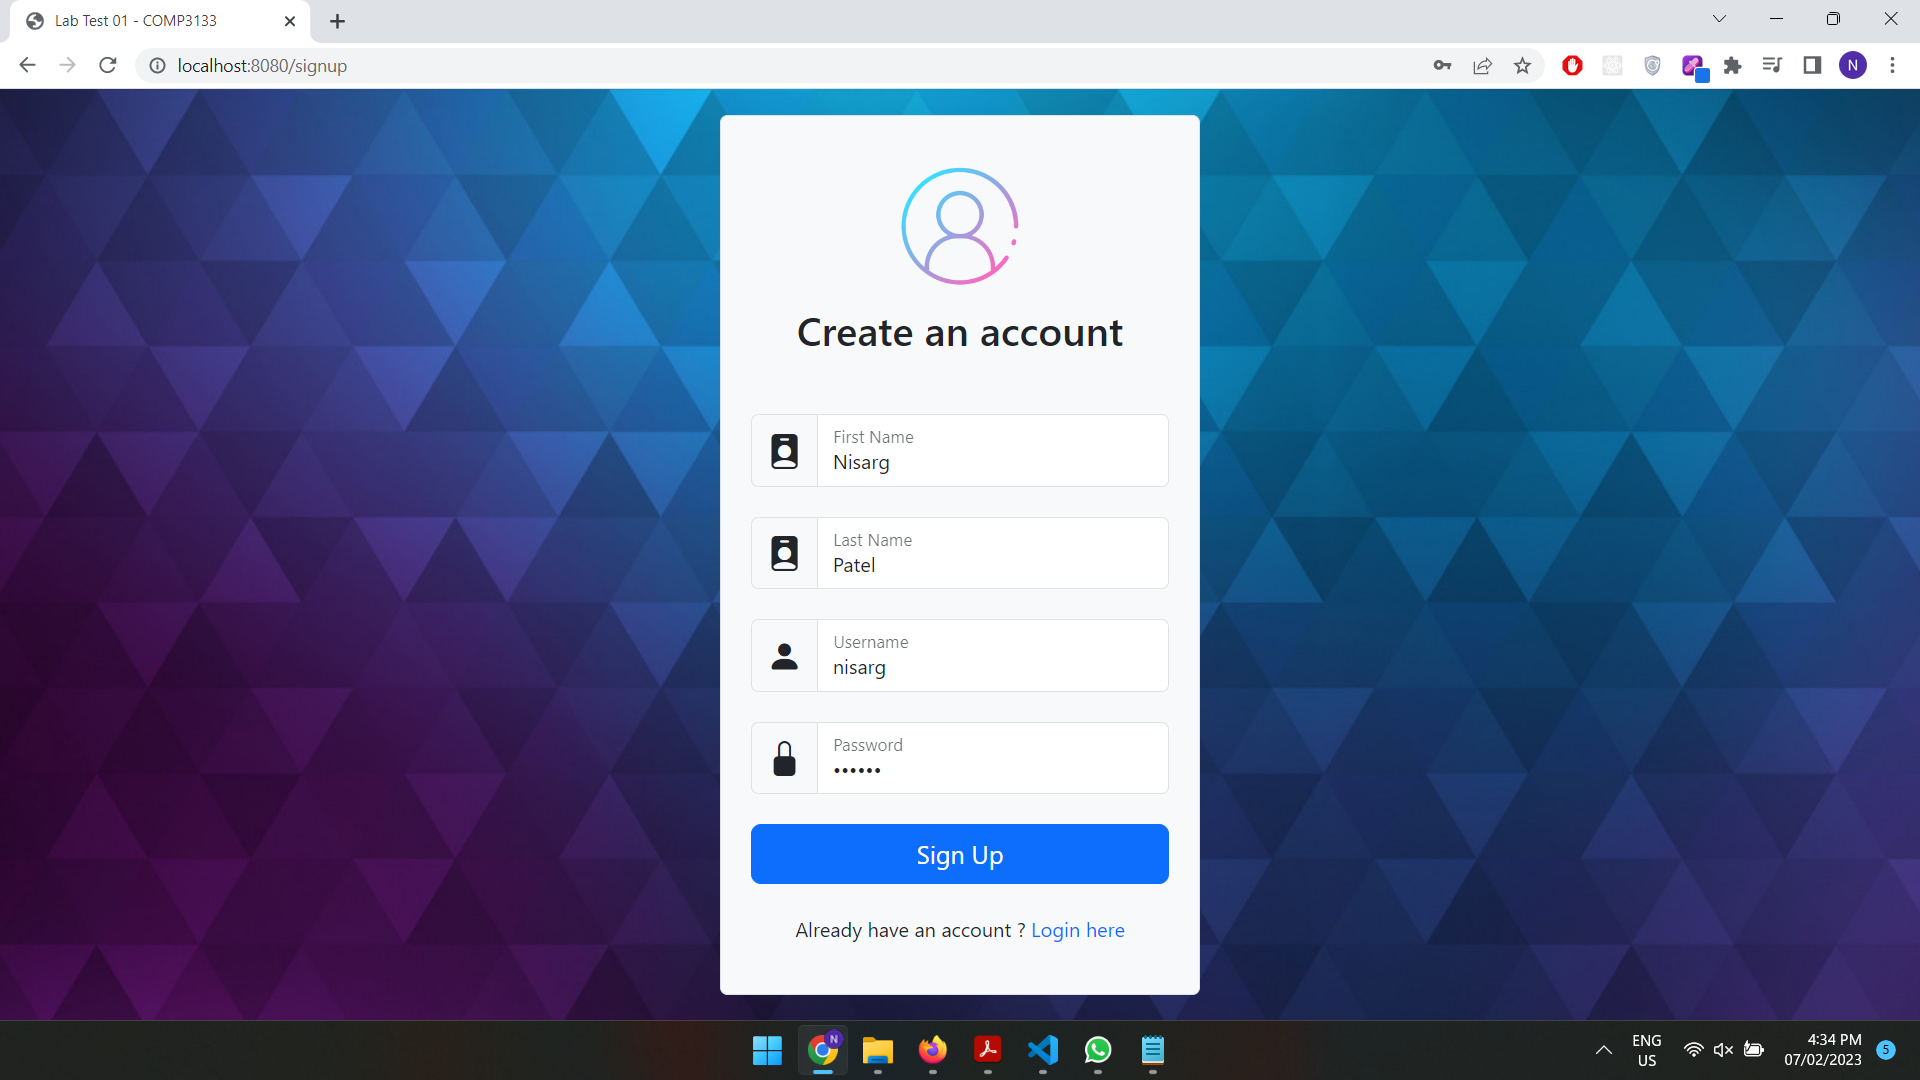 Lab Test 01 - COMP3133
localhost:8080/signup
N
Create an account
First Name
Nisarg
Last Name
Patel
Username
nisarg
Password
••••••
Sign Up
Already have an account ? Login here
N
ENG
US
4:34 PM
07/02/2023
5